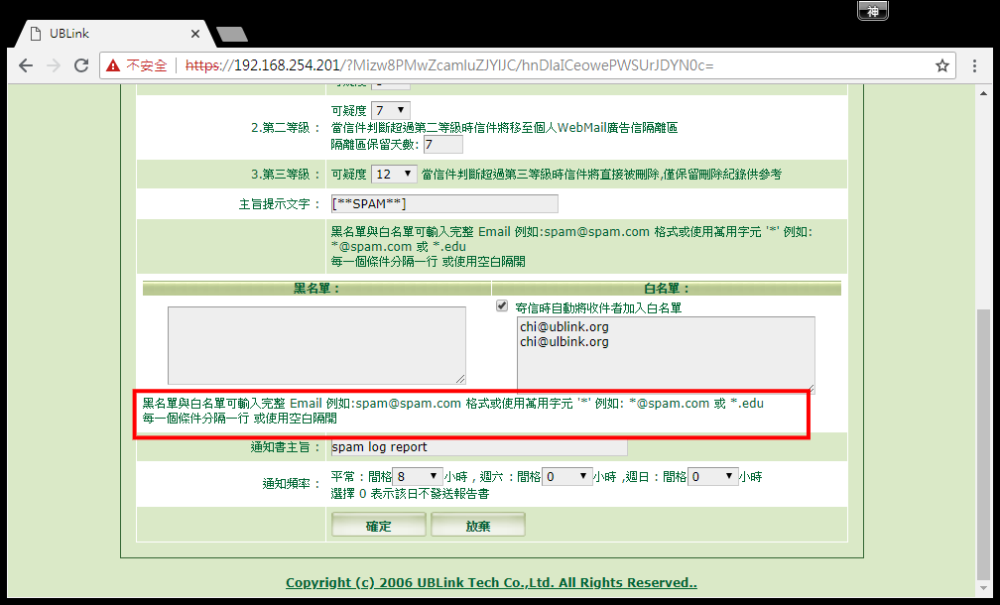 神
UBLink
不安全
https://192.168.254.201/?Mizw8PMwZcamluZJYlJC/hnDlaICeowePWSUrJDYN0c=
2.第二等級：
可疑度 7
當信件判斷超過第二等級時信件將移至個人WebMail廣告信隔離區
隔離區保留天數: 7
3.第三等級：
可疑度 12 當信件判斷超過第三等級時信件將直接被刪除,僅保留刪除紀錄供參考
主旨提示文字：
[**SPAM**]
黑名單與白名單可輸入完整 Email 例如:spam@spam.com 格式或使用萬用字元 '*' 例如:
*@spam.com 或 *.edu
每一個條件分隔一行 或使用空白隔開
黑名單：
白名單：
寄信時自動將收件者加入白名單
chi@ublink.org
chi@ulbink.org
黑名單與白名單可輸入完整 Email 例如:spam@spam.com 格式或使用萬用字元 '*' 例如: *@spam.com 或 *.edu
每一個條件分隔一行 或使用空白隔開
通知書主旨：
spam log report
通知頻率：
平常：間格 8 小時 , 週六：間格 0 小時 ,週日：間格 0 小時
選擇 0 表示該日不發送報告書
確定
放棄
Copyright (c) 2006 UBLink Tech Co.,Ltd. All Rights Reserved..